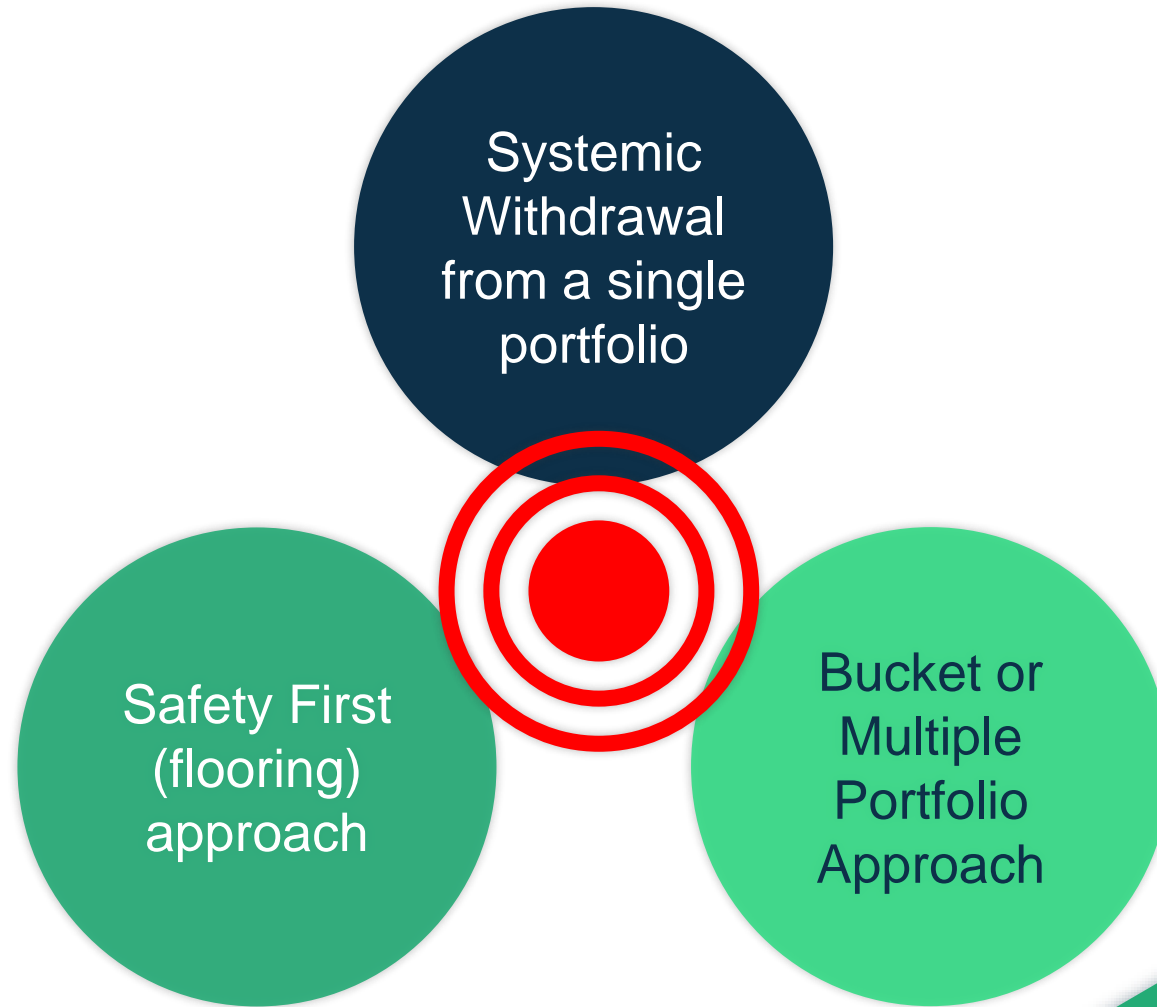 Systemic
Withdrawal
from a single
portfolio
Safety First
(flooring)
approach
Bucket or
Multiple
Portfolio
Approach